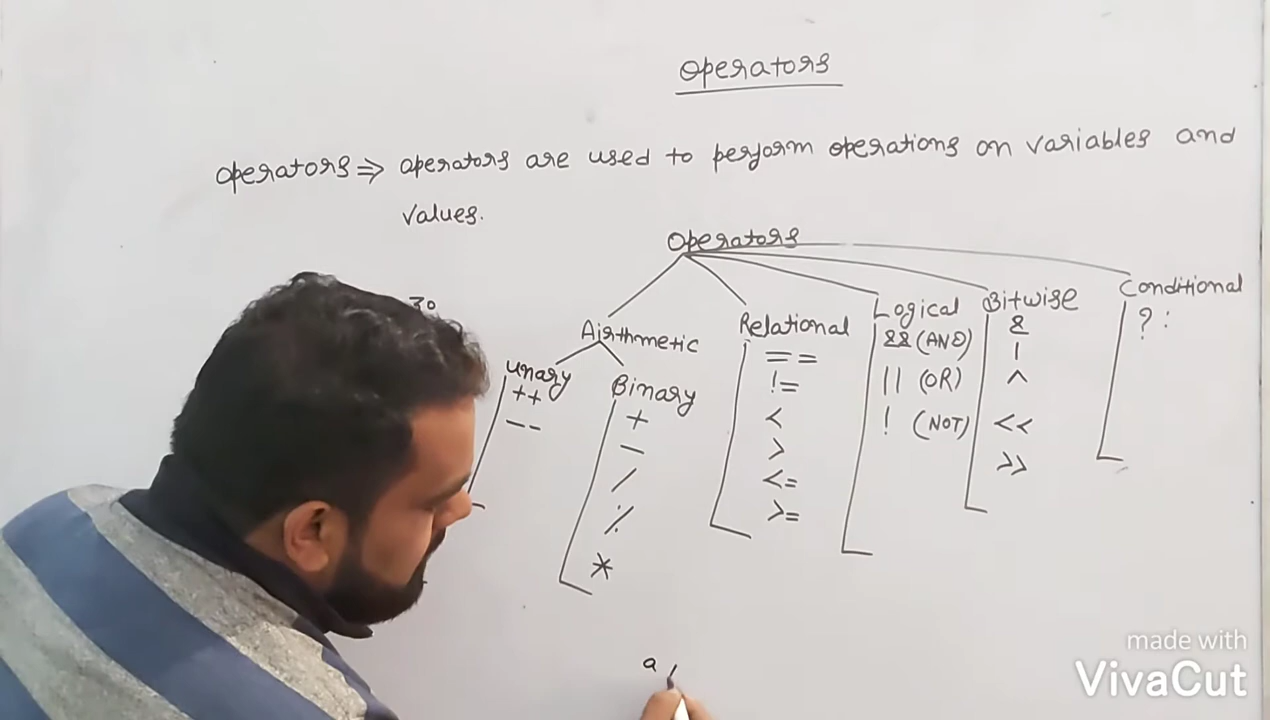 Operators
Operators ⇒ Operators are used to perform operations on variables and
values.
Operators
30
Airthmetic
Relational
Logical
Bitwise
Conditional
Unary
++
--
Binary
+
-
/
%
*
==
!=
<
>
<=
>=
&& (AND)
|| (OR)
! (NOT)
&
|
^
<<
>>
? :
a /
made with
VivaCut